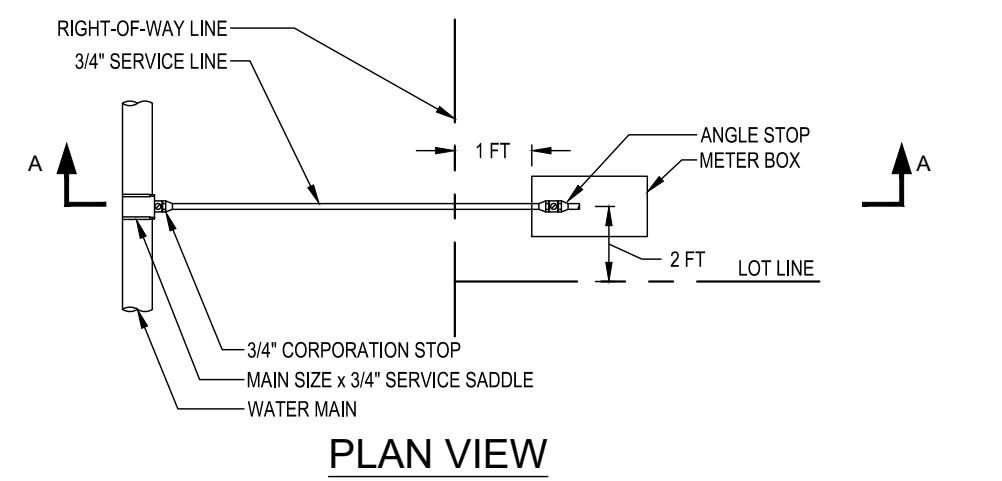 RIGHT-OF-WAY LINE
3/4" SERVICE LINE
1 FT
ANGLE STOP
METER BOX
A
A
2 FT
LOT LINE
3/4" CORPORATION STOP
MAIN SIZE x 3/4" SERVICE SADDLE
WATER MAIN
PLAN VIEW